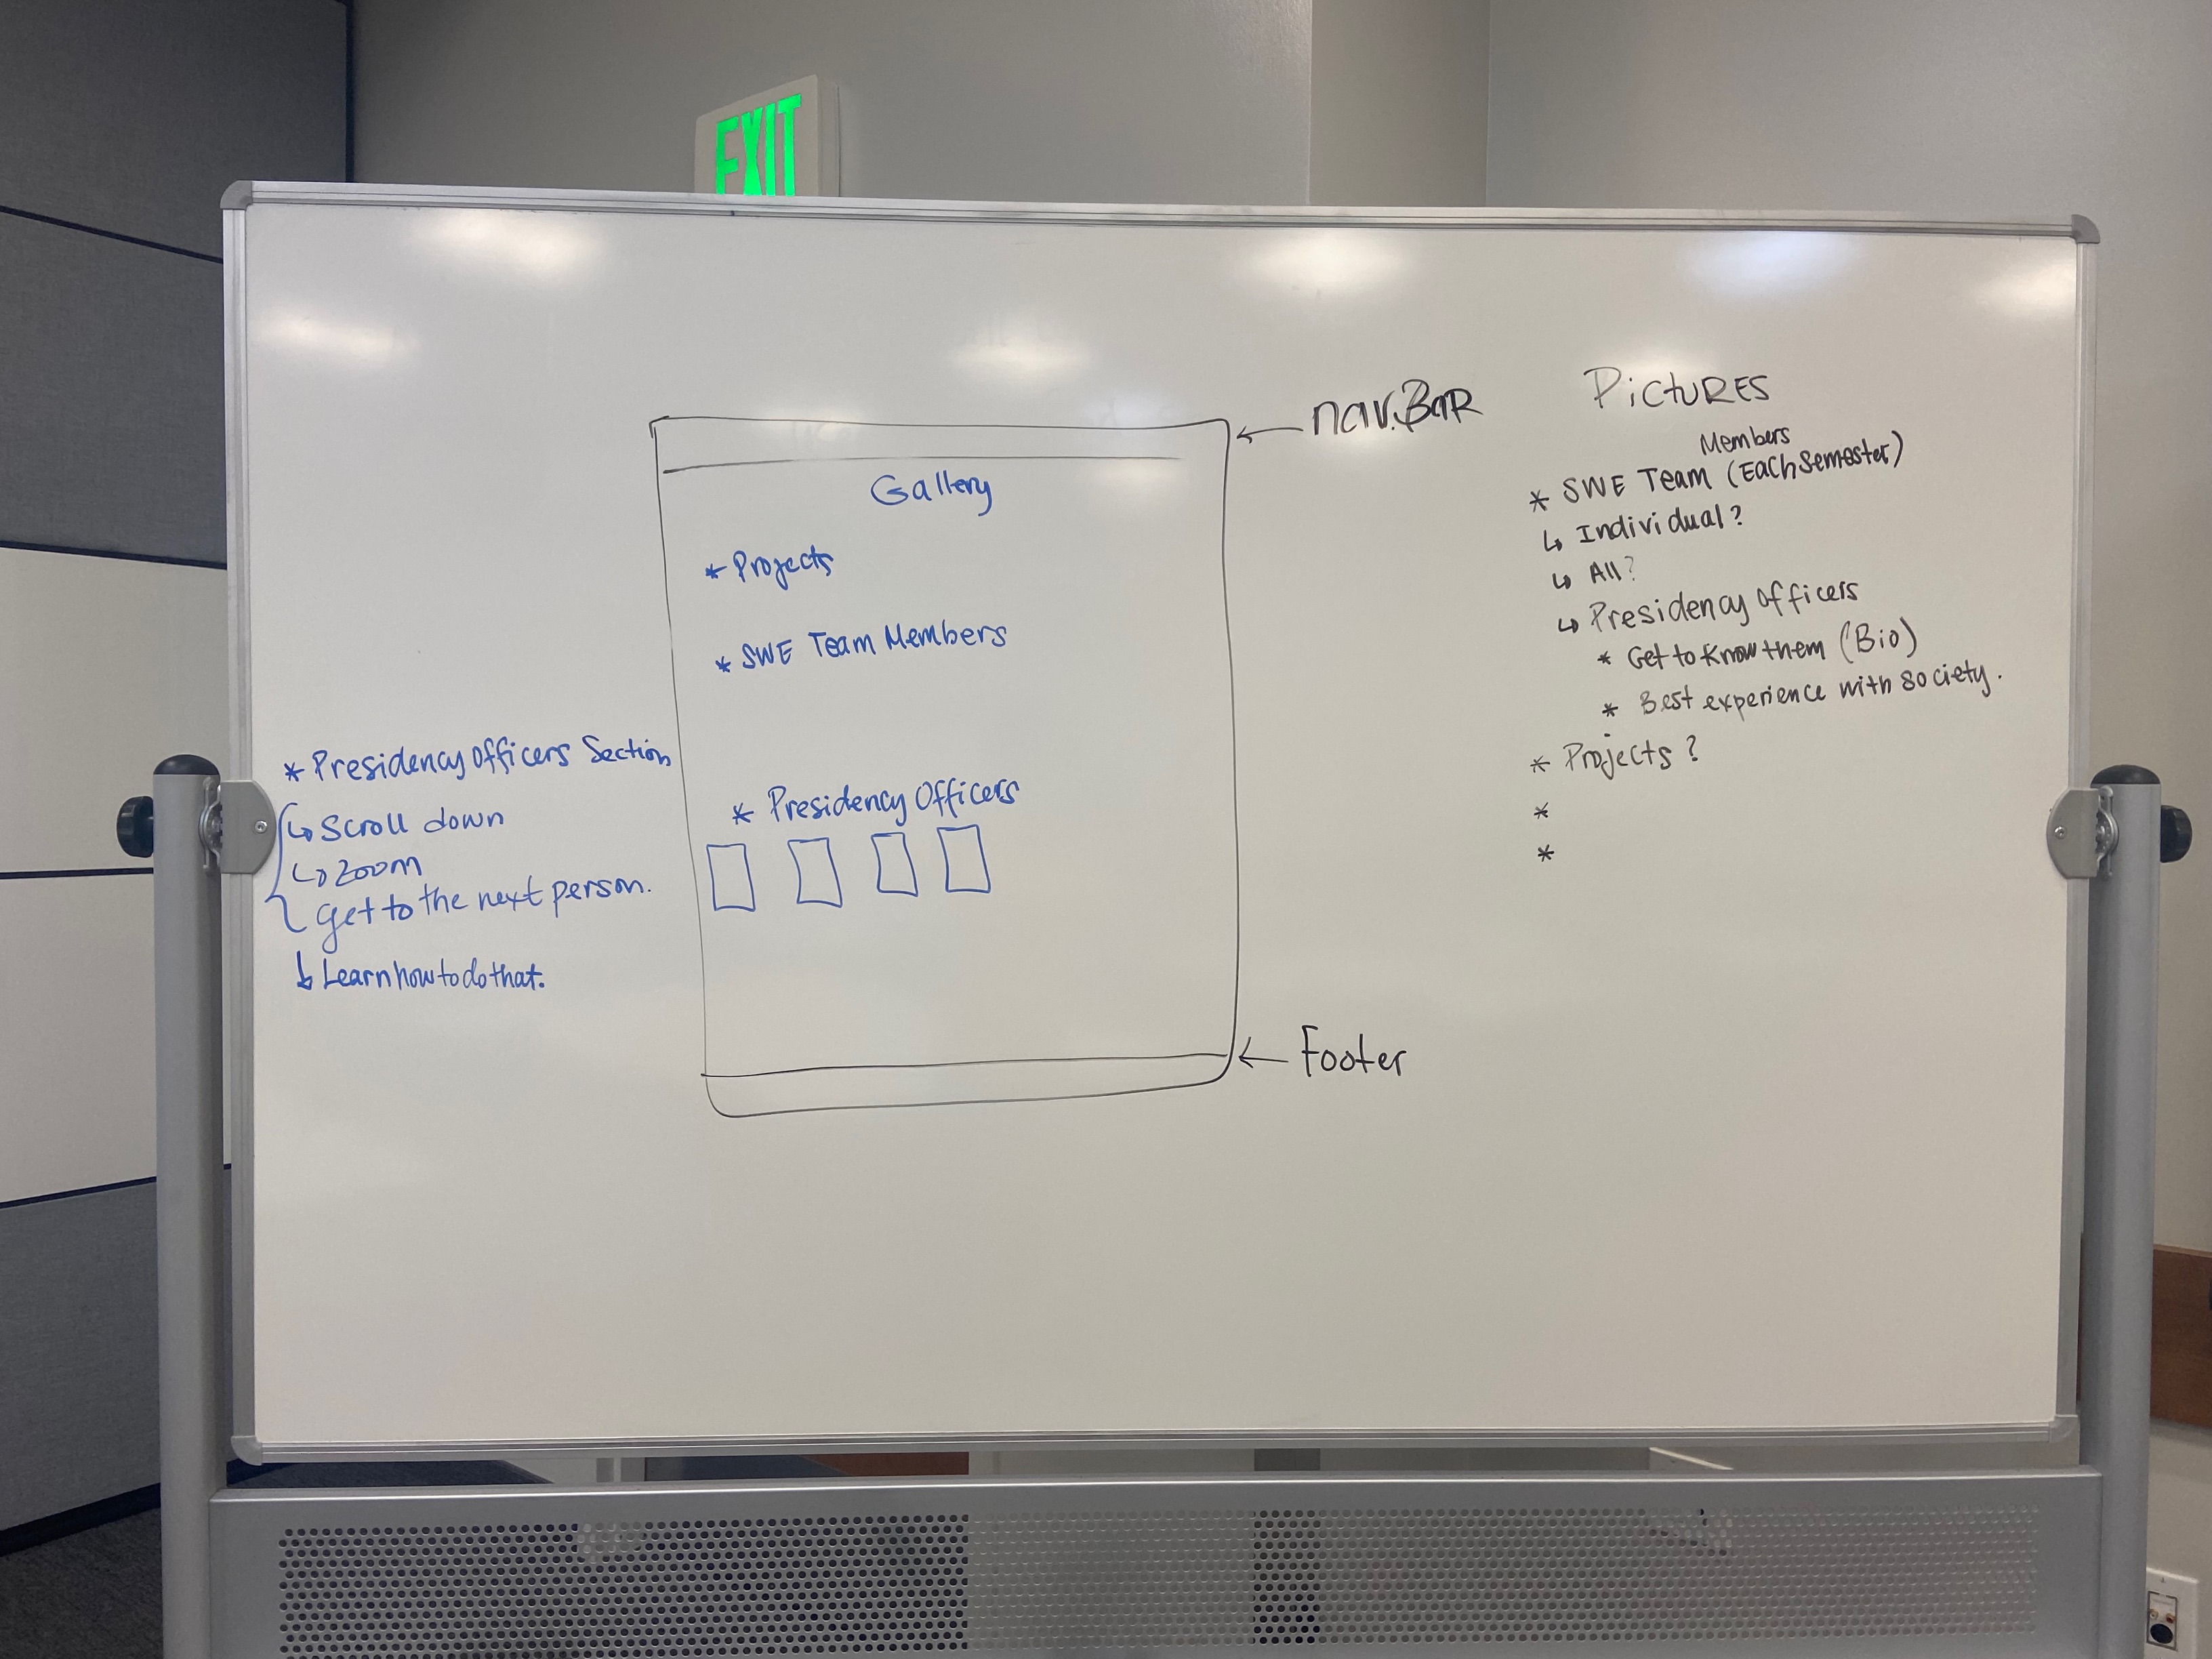 EXIT
nav.BAR
Gallery
* Projects
* SWE Team Members
* Presidency Officers
Footer
* Presidency Officers Section
↳ Scroll down
↳ Zoom
get to the next person.
↳ Learn how to do that.
PICTURES
Members
* SWE Team (Each Semester)
↳ Individual?
↳ All?
↳ Presidency Officers
* Get to Know them (Bio)
* Best experience with society.
* Projects?
*
*